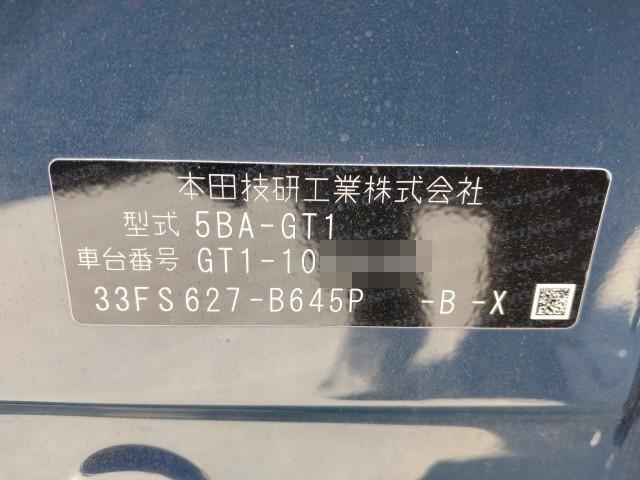 本田技研工業株式会社
型式 5BA-GT1
車台番号 GT1-10
33FS627-B645P -B -X